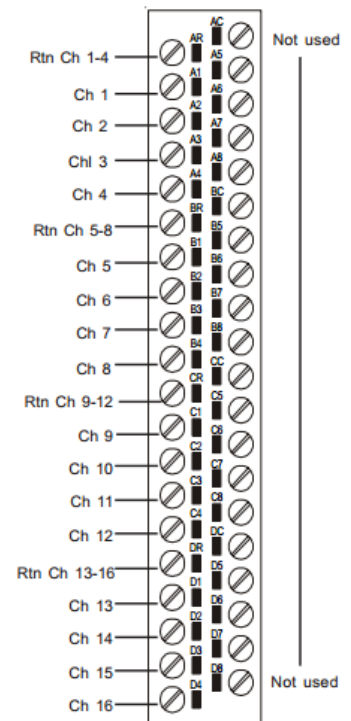 AC
Not used
AR
Rtn Ch 1-4
A5
A1
Ch 1
A6
A2
Ch 2
A7
A3
Chl 3
A8
A4
Ch 4
BC
BR
Rtn Ch 5-8
B5
B1
Ch 5
B6
B2
Ch 6
B7
B3
Ch 7
B8
B4
Ch 8
CC
CR
Rtn Ch 9-12
C5
C1
Ch 9
C6
C2
Ch 10
C7
C3
Ch 11
C8
C4
Ch 12
DC
DR
Rtn Ch 13-16
D5
D1
Ch 13
D6
D2
Ch 14
D7
D3
Ch 15
D8
Not used
D4
Ch 16